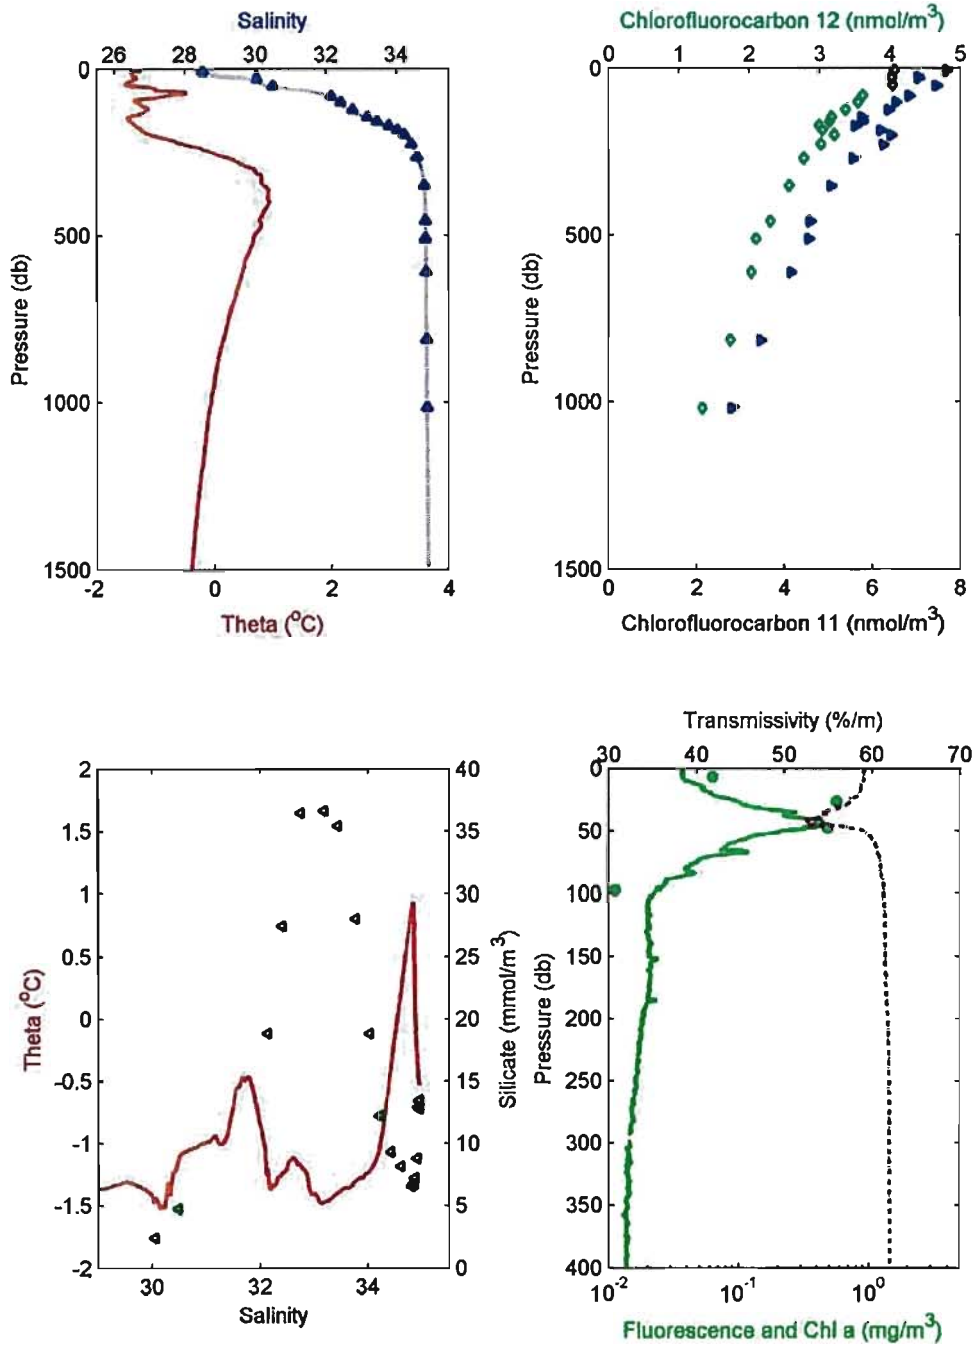 Salinity
26 28 30 32 34
0
500
1000
1500
Pressure (db)
-2 0 2 4
Theta (°C)
Chlorofluorocarbon 12 (nmol/m³)
0 1 2 3 4 5
0
500
1000
1500
Pressure (db)
0 2 4 6 8
Chlorofluorocarbon 11 (nmol/m³)
2
1.5
1
0.5
0
-0.5
-1
-1.5
-2
Theta (°C)
30 32 34
Salinity
40
35
30
25
20
15
10
5
0
Silicate (mmol/m³)
Transmissivity (%/m)
30 40 50 60 70
0
50
100
150
200
250
300
350
400
Pressure (db)
10⁻² 10⁻¹ 10⁰
Fluorescence and Chl a (mg/m³)